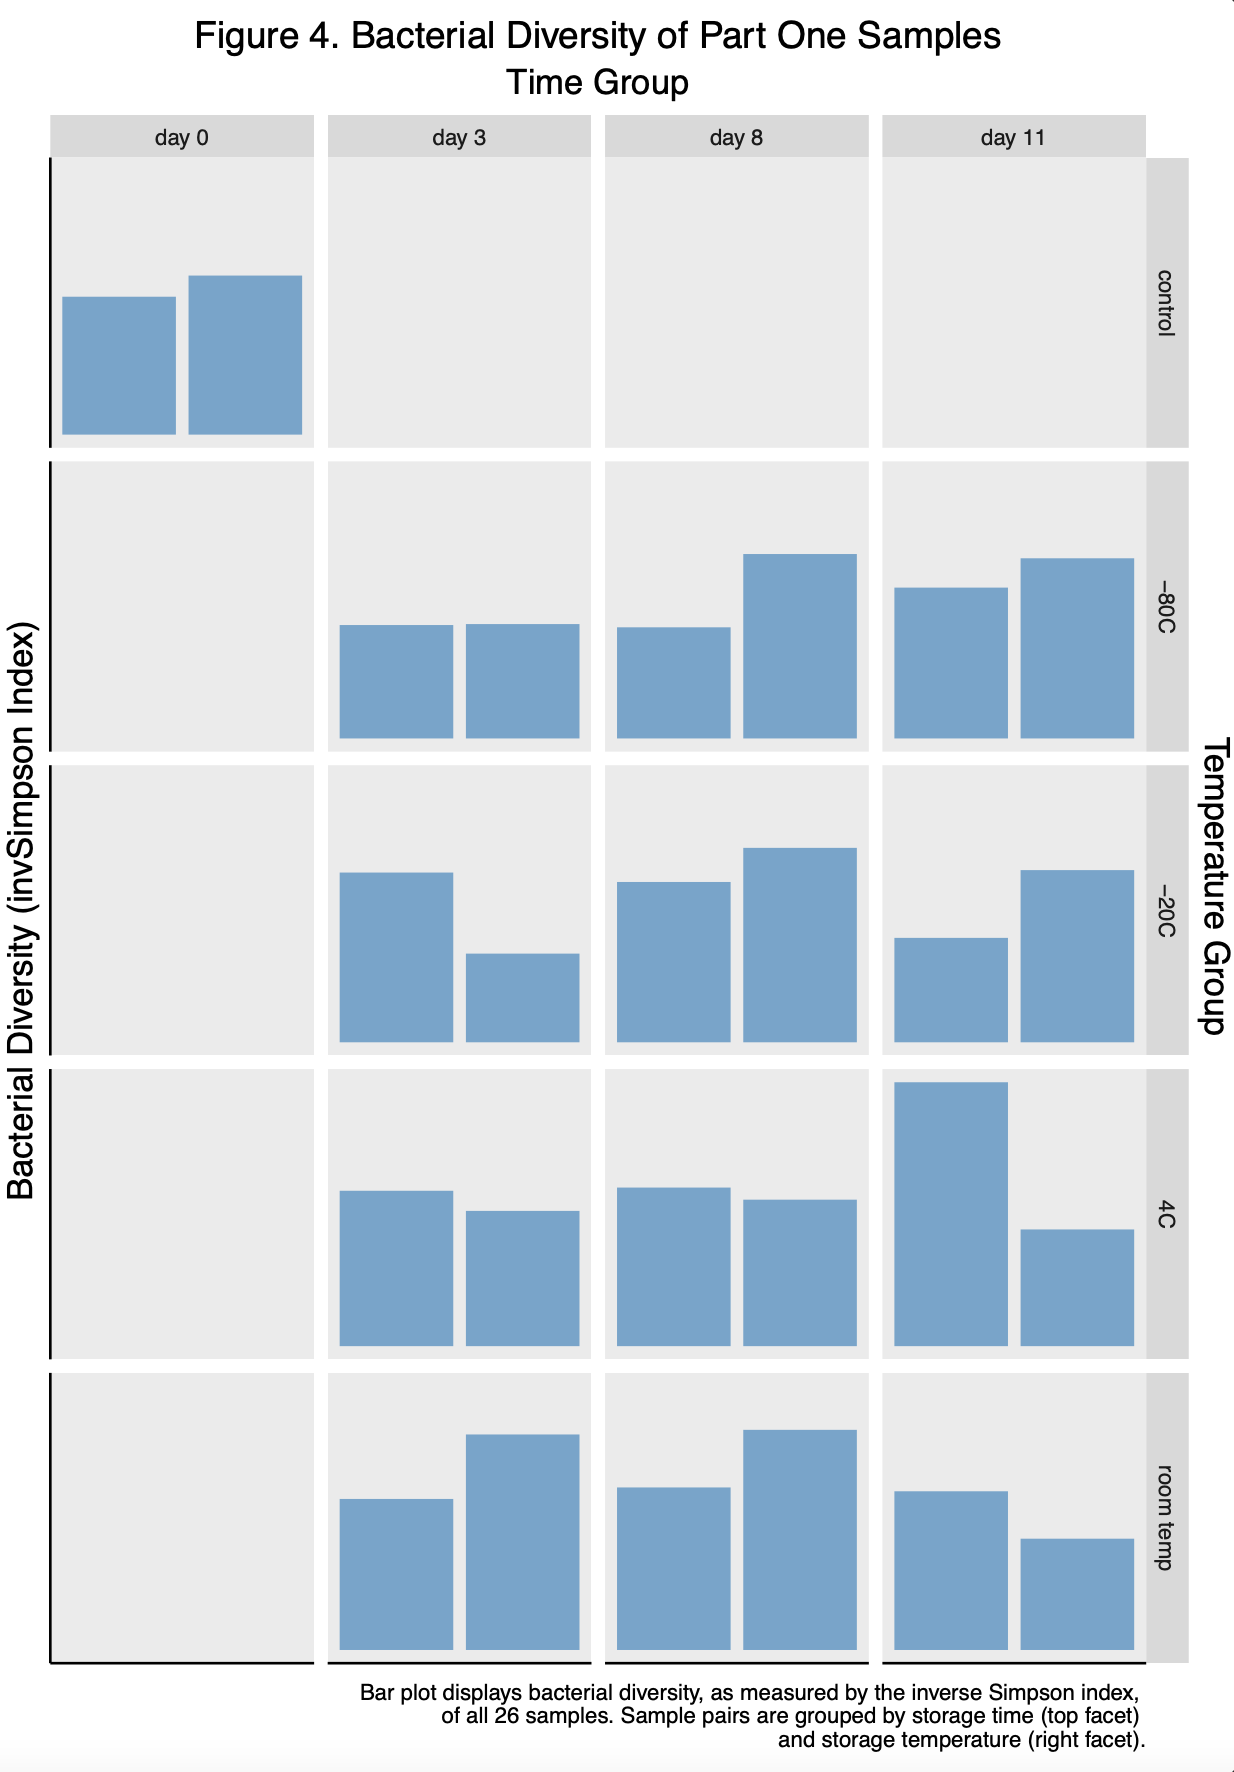 Figure 4. Bacterial Diversity of Part One Samples
Time Group
day 0
day 3
day 8
day 11
control
−80C
−20C
4C
room temp
Temperature Group
Bacterial Diversity (invSimpson Index)
Bar plot displays bacterial diversity, as measured by the inverse Simpson index,
of all 26 samples. Sample pairs are grouped by storage time (top facet)
and storage temperature (right facet).